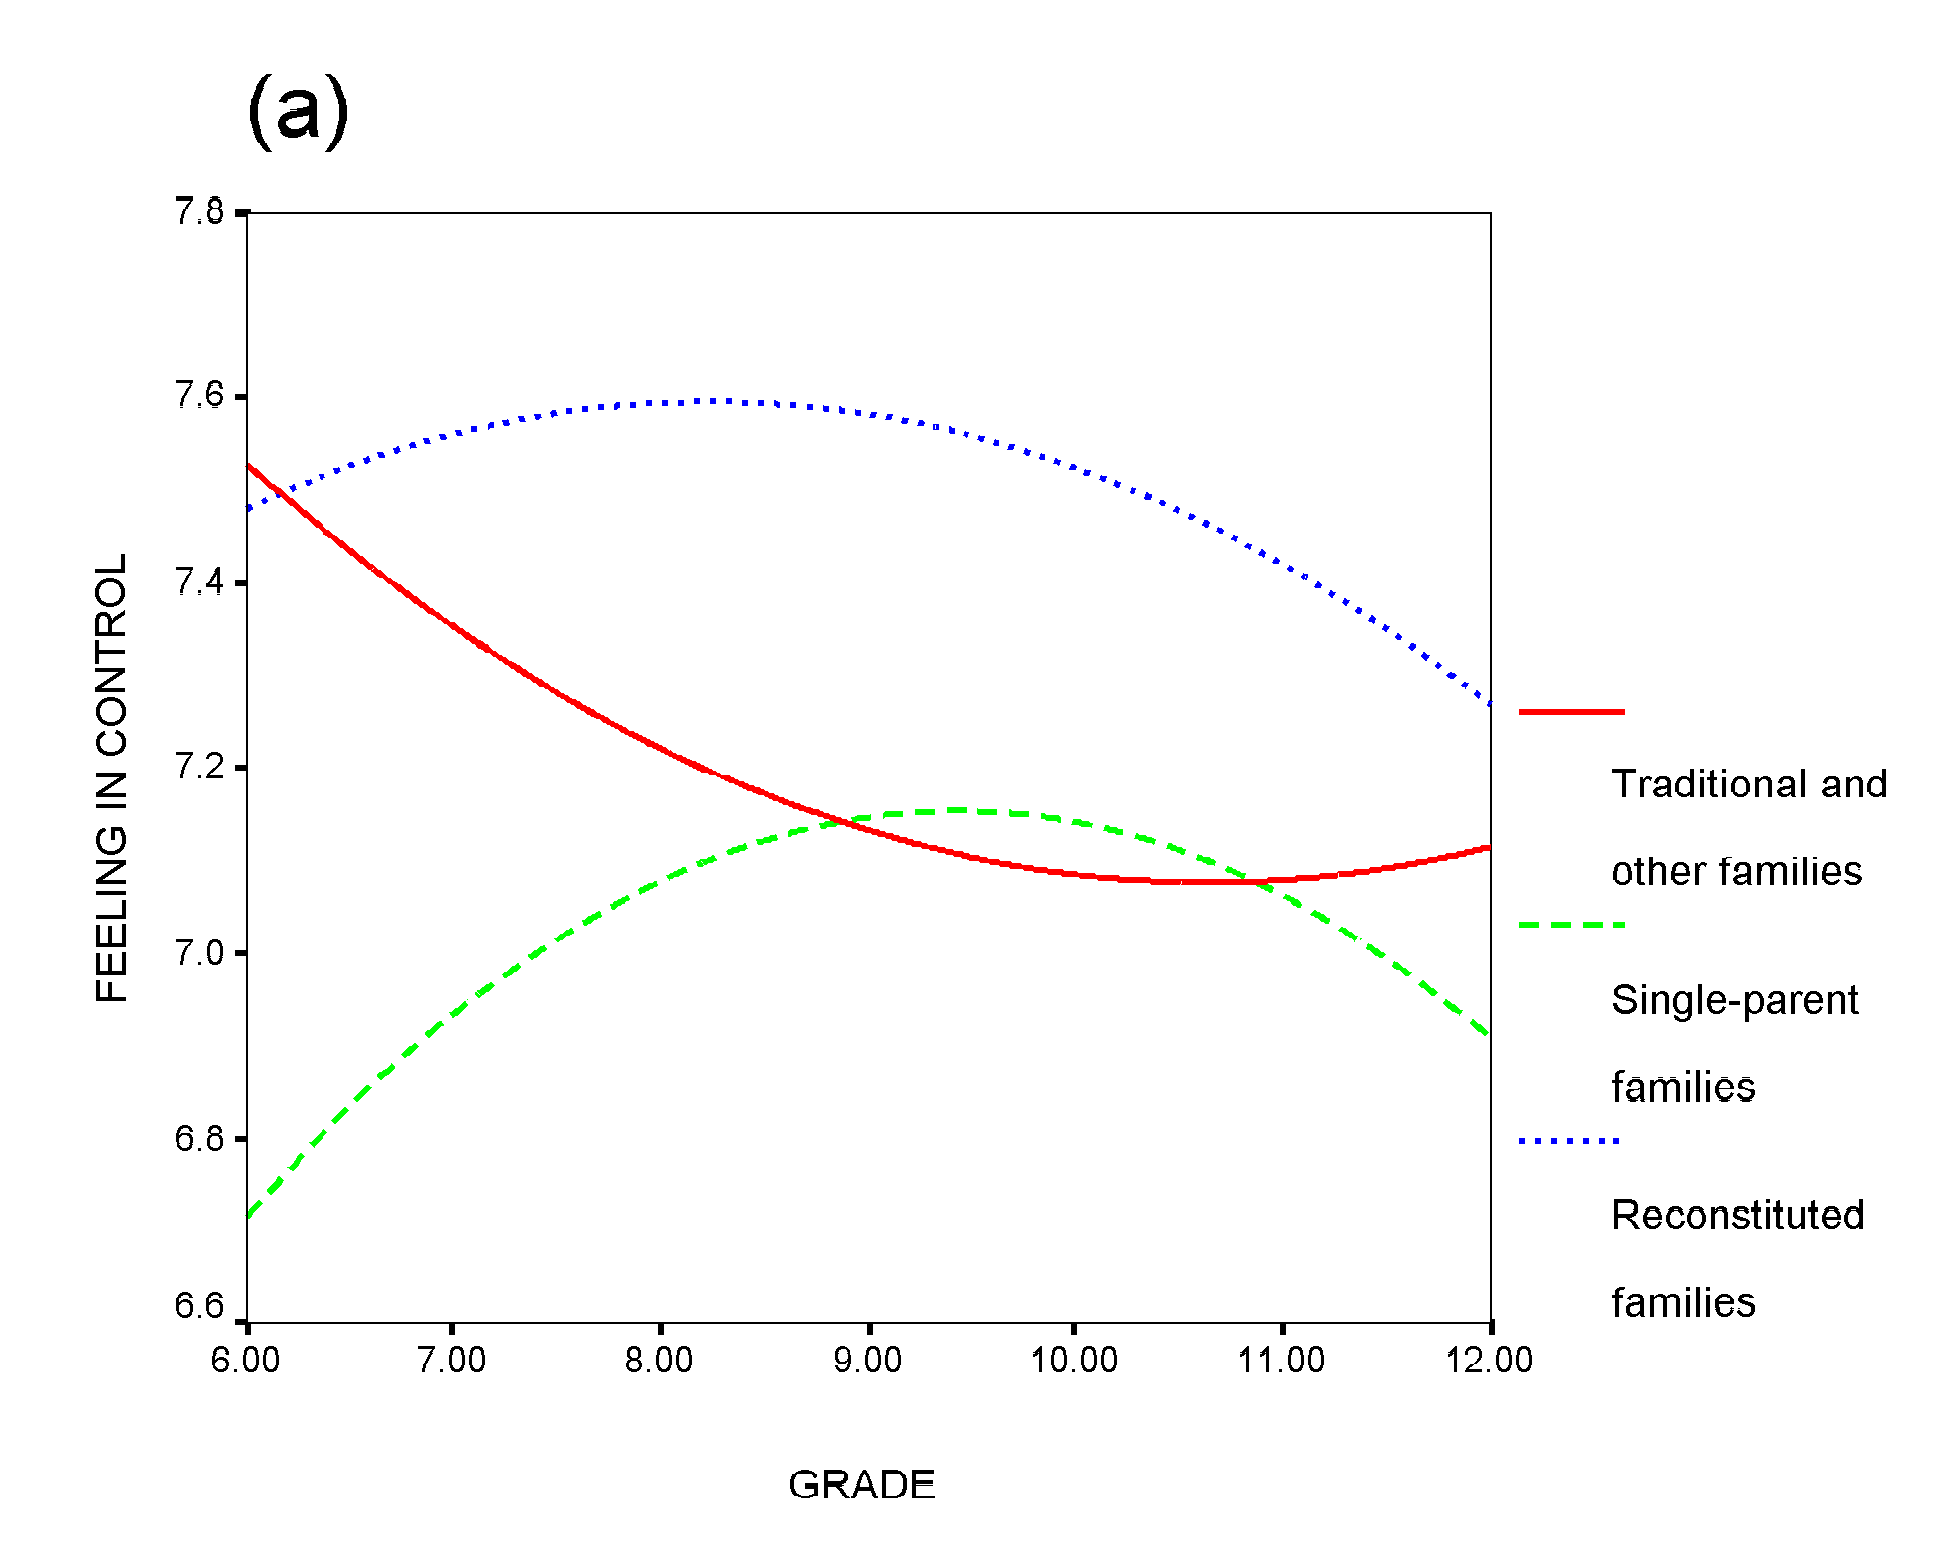 (a)
7.8
7.6
7.4
7.2
7.0
6.8
6.6
FEELING IN CONTROL
6.00 7.00 8.00 9.00 10.00 11.00 12.00
GRADE
Traditional and
other families
Single-parent
families
Reconstituted
families